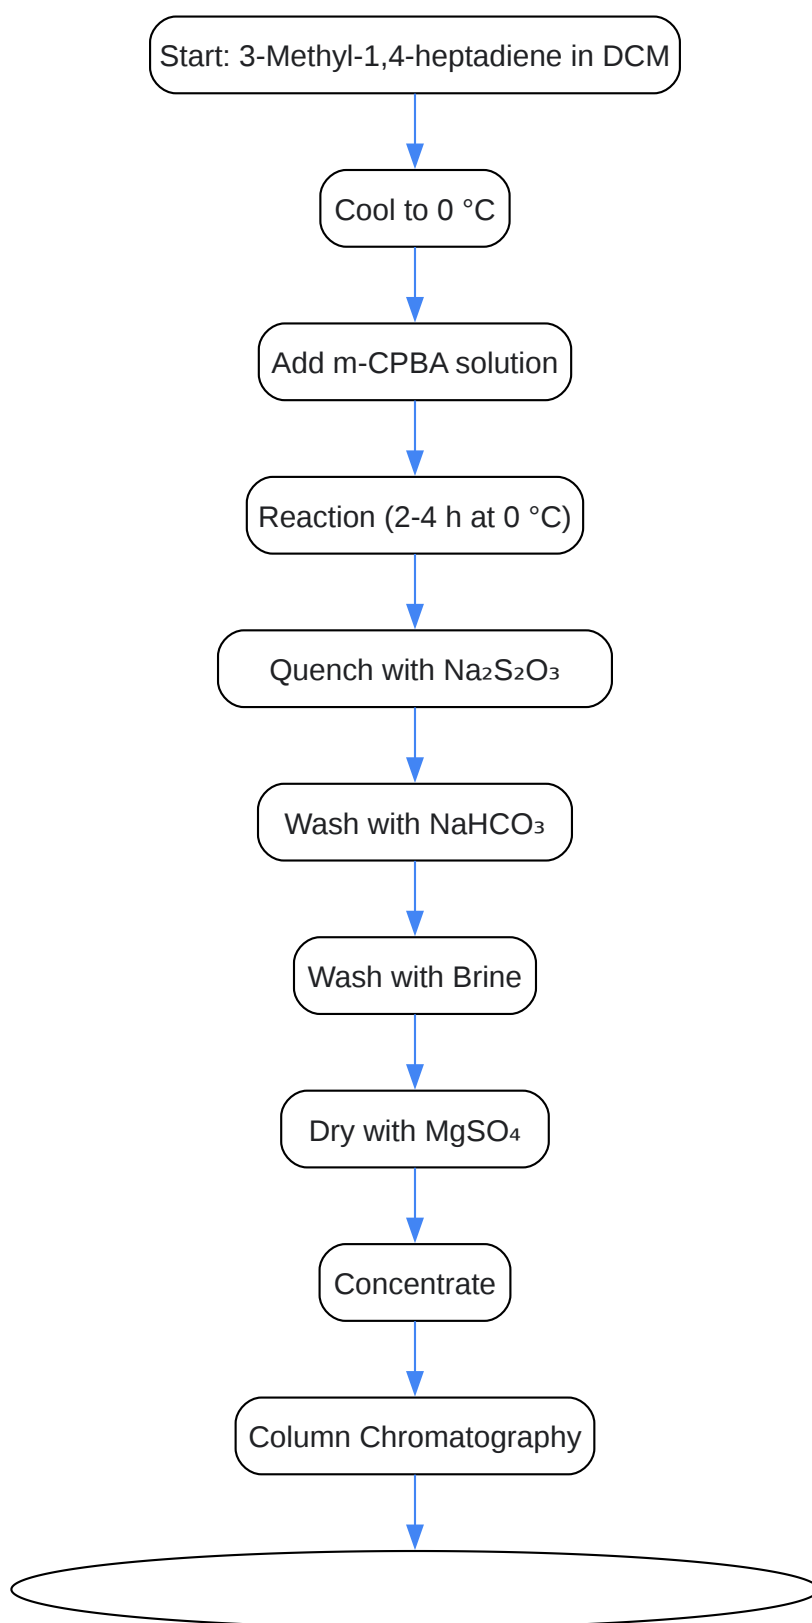 Start: 3-Methyl-1,4-heptadiene in DCM
Cool to 0 °C
Add m-CPBA solution
Reaction (2-4 h at 0 °C)
Quench with Na₂S₂O₃
Wash with NaHCO₃
Wash with Brine
Dry with MgSO₄
Concentrate
Column Chromatography